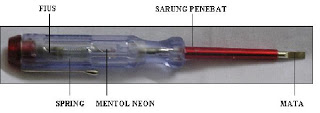 FIUS SARUNG PENEBAT
SPRING MENTOL NEON MATA